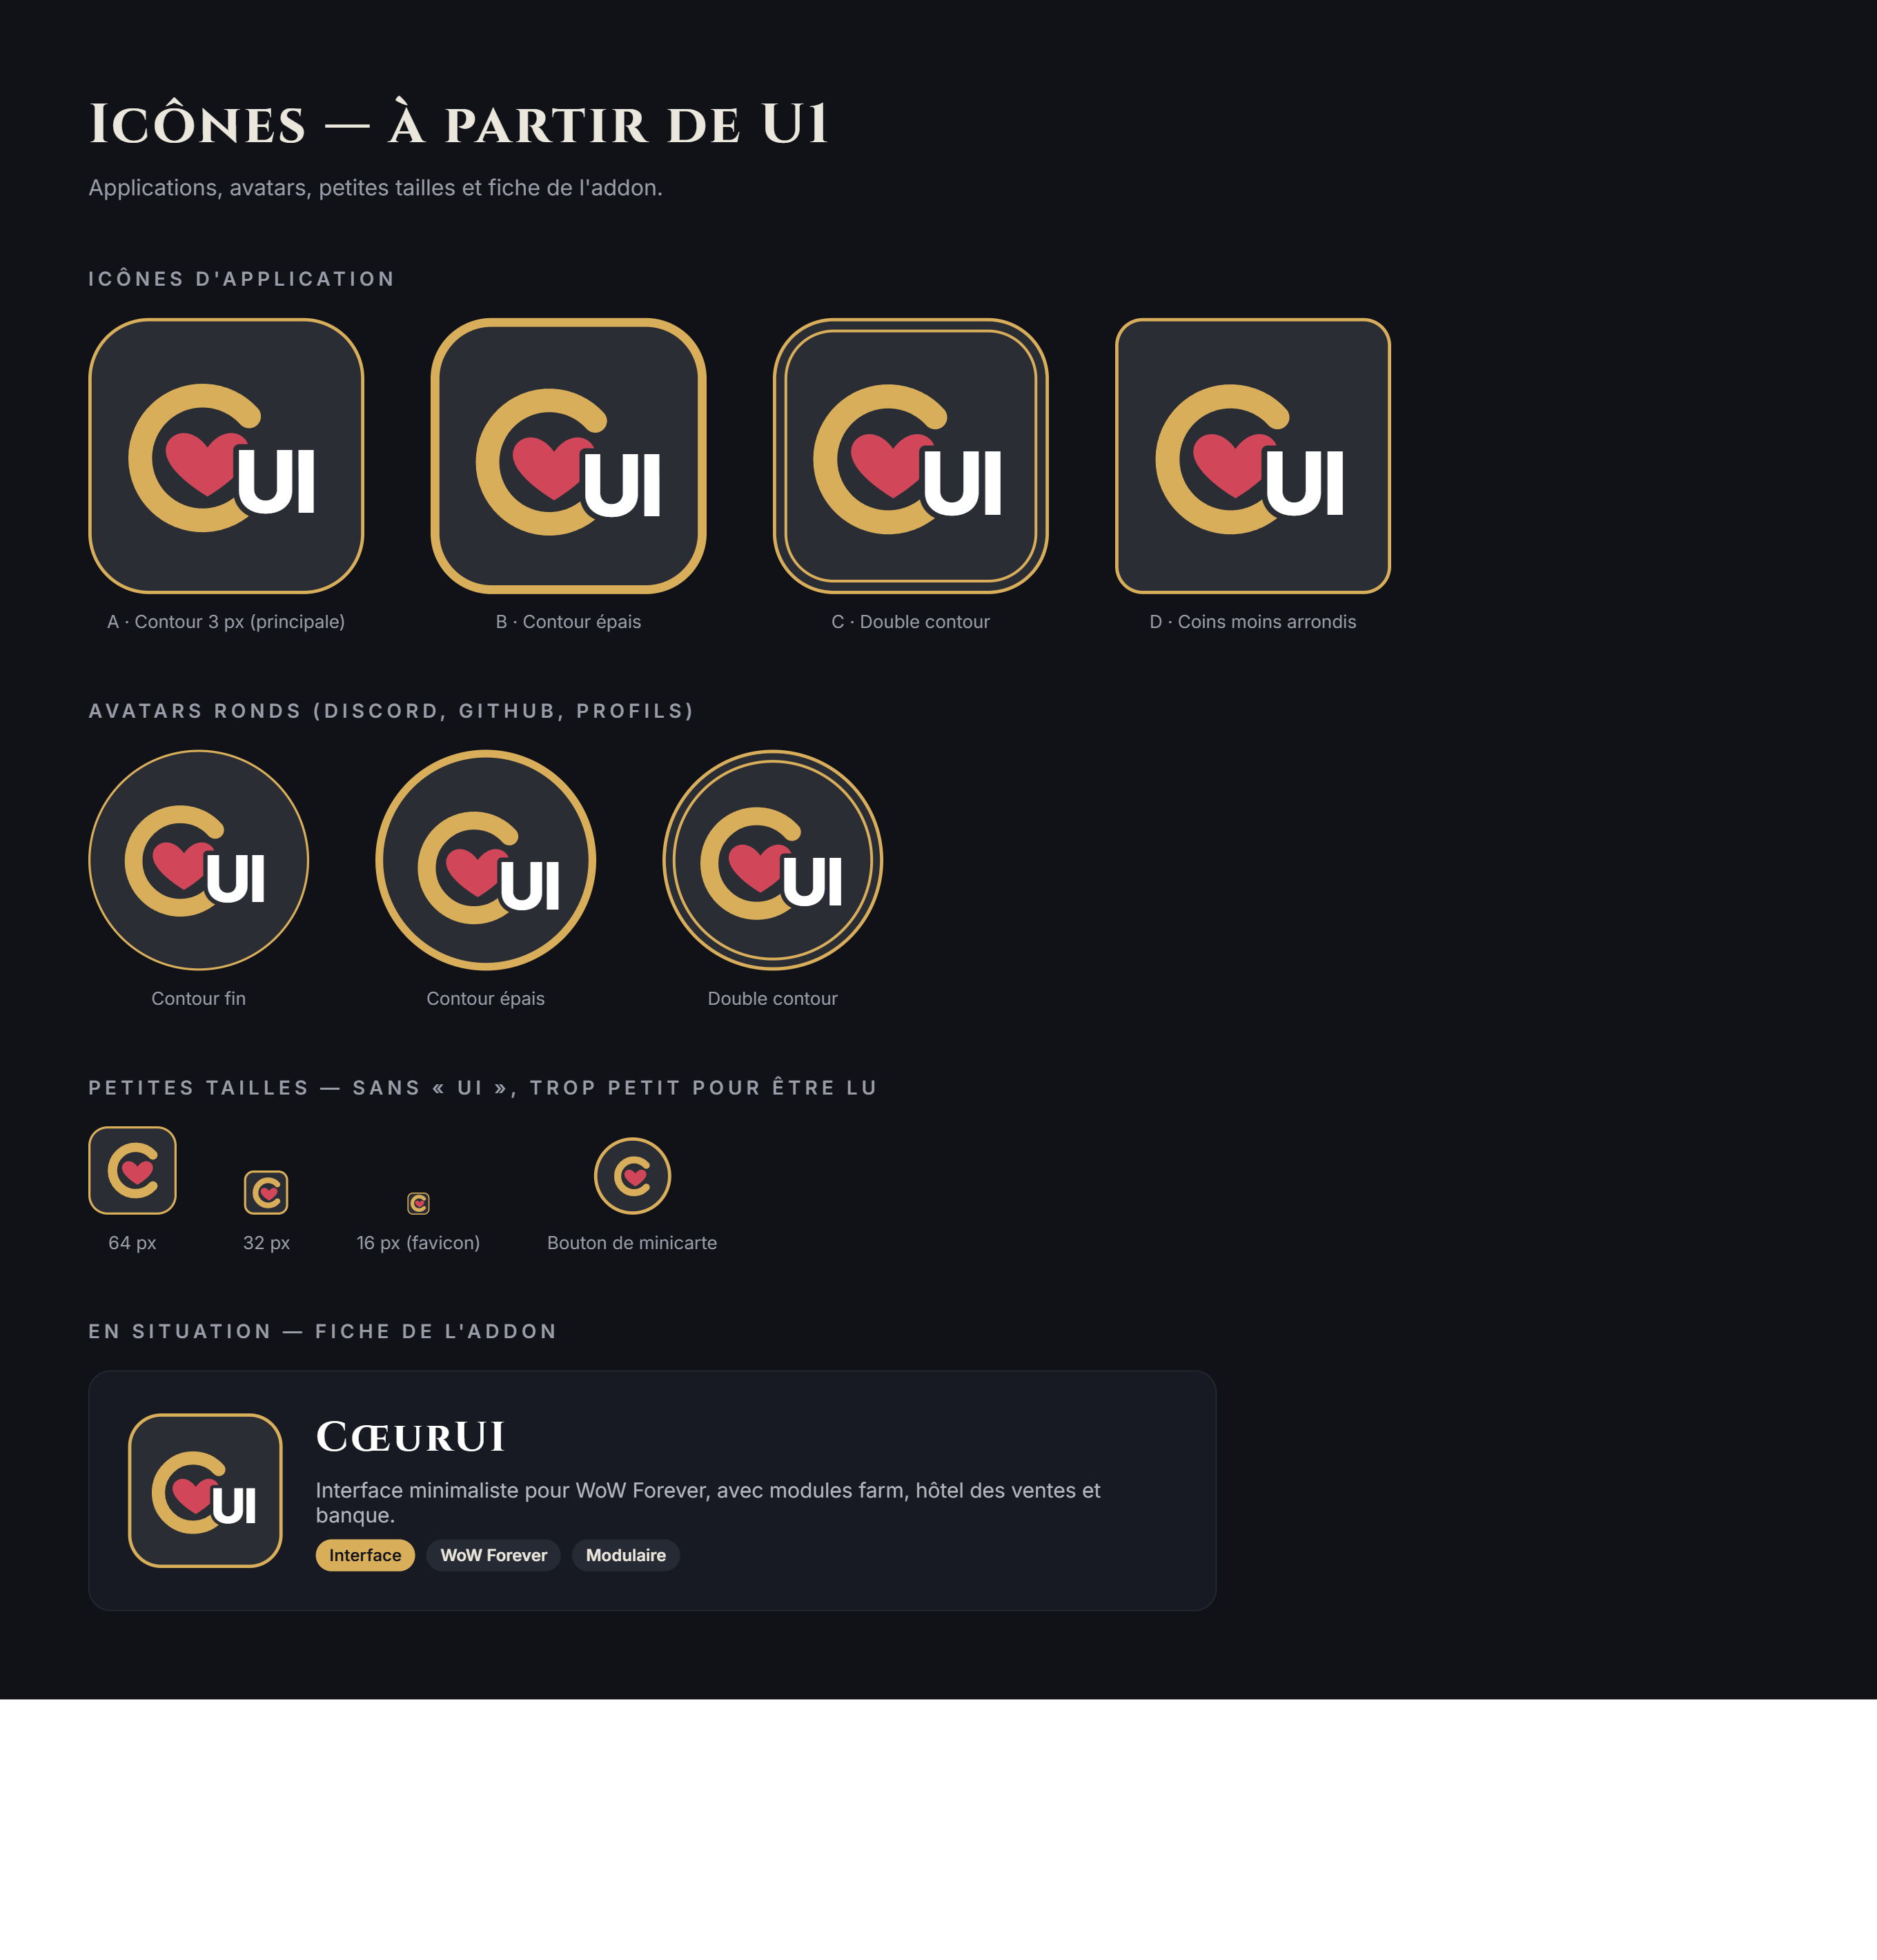 Icônes — À partir de U1
Applications, avatars, petites tailles et fiche de l'addon.
ICÔNES D'APPLICATION
UI
UI
UI
UI
A · Contour 3 px (principale)
B · Contour épais
C · Double contour
D · Coins moins arrondis
AVATARS RONDS (DISCORD, GITHUB, PROFILS)
UI
UI
UI
Contour fin
Contour épais
Double contour
PETITES TAILLES — SANS « UI », TROP PETIT POUR ÊTRE LU
64 px
32 px
16 px (favicon)
Bouton de minicarte
EN SITUATION — FICHE DE L'ADDON
UI
CœurUI
Interface minimaliste pour WoW Forever, avec modules farm, hôtel des ventes et
banque.
Interface
WoW Forever
Modulaire